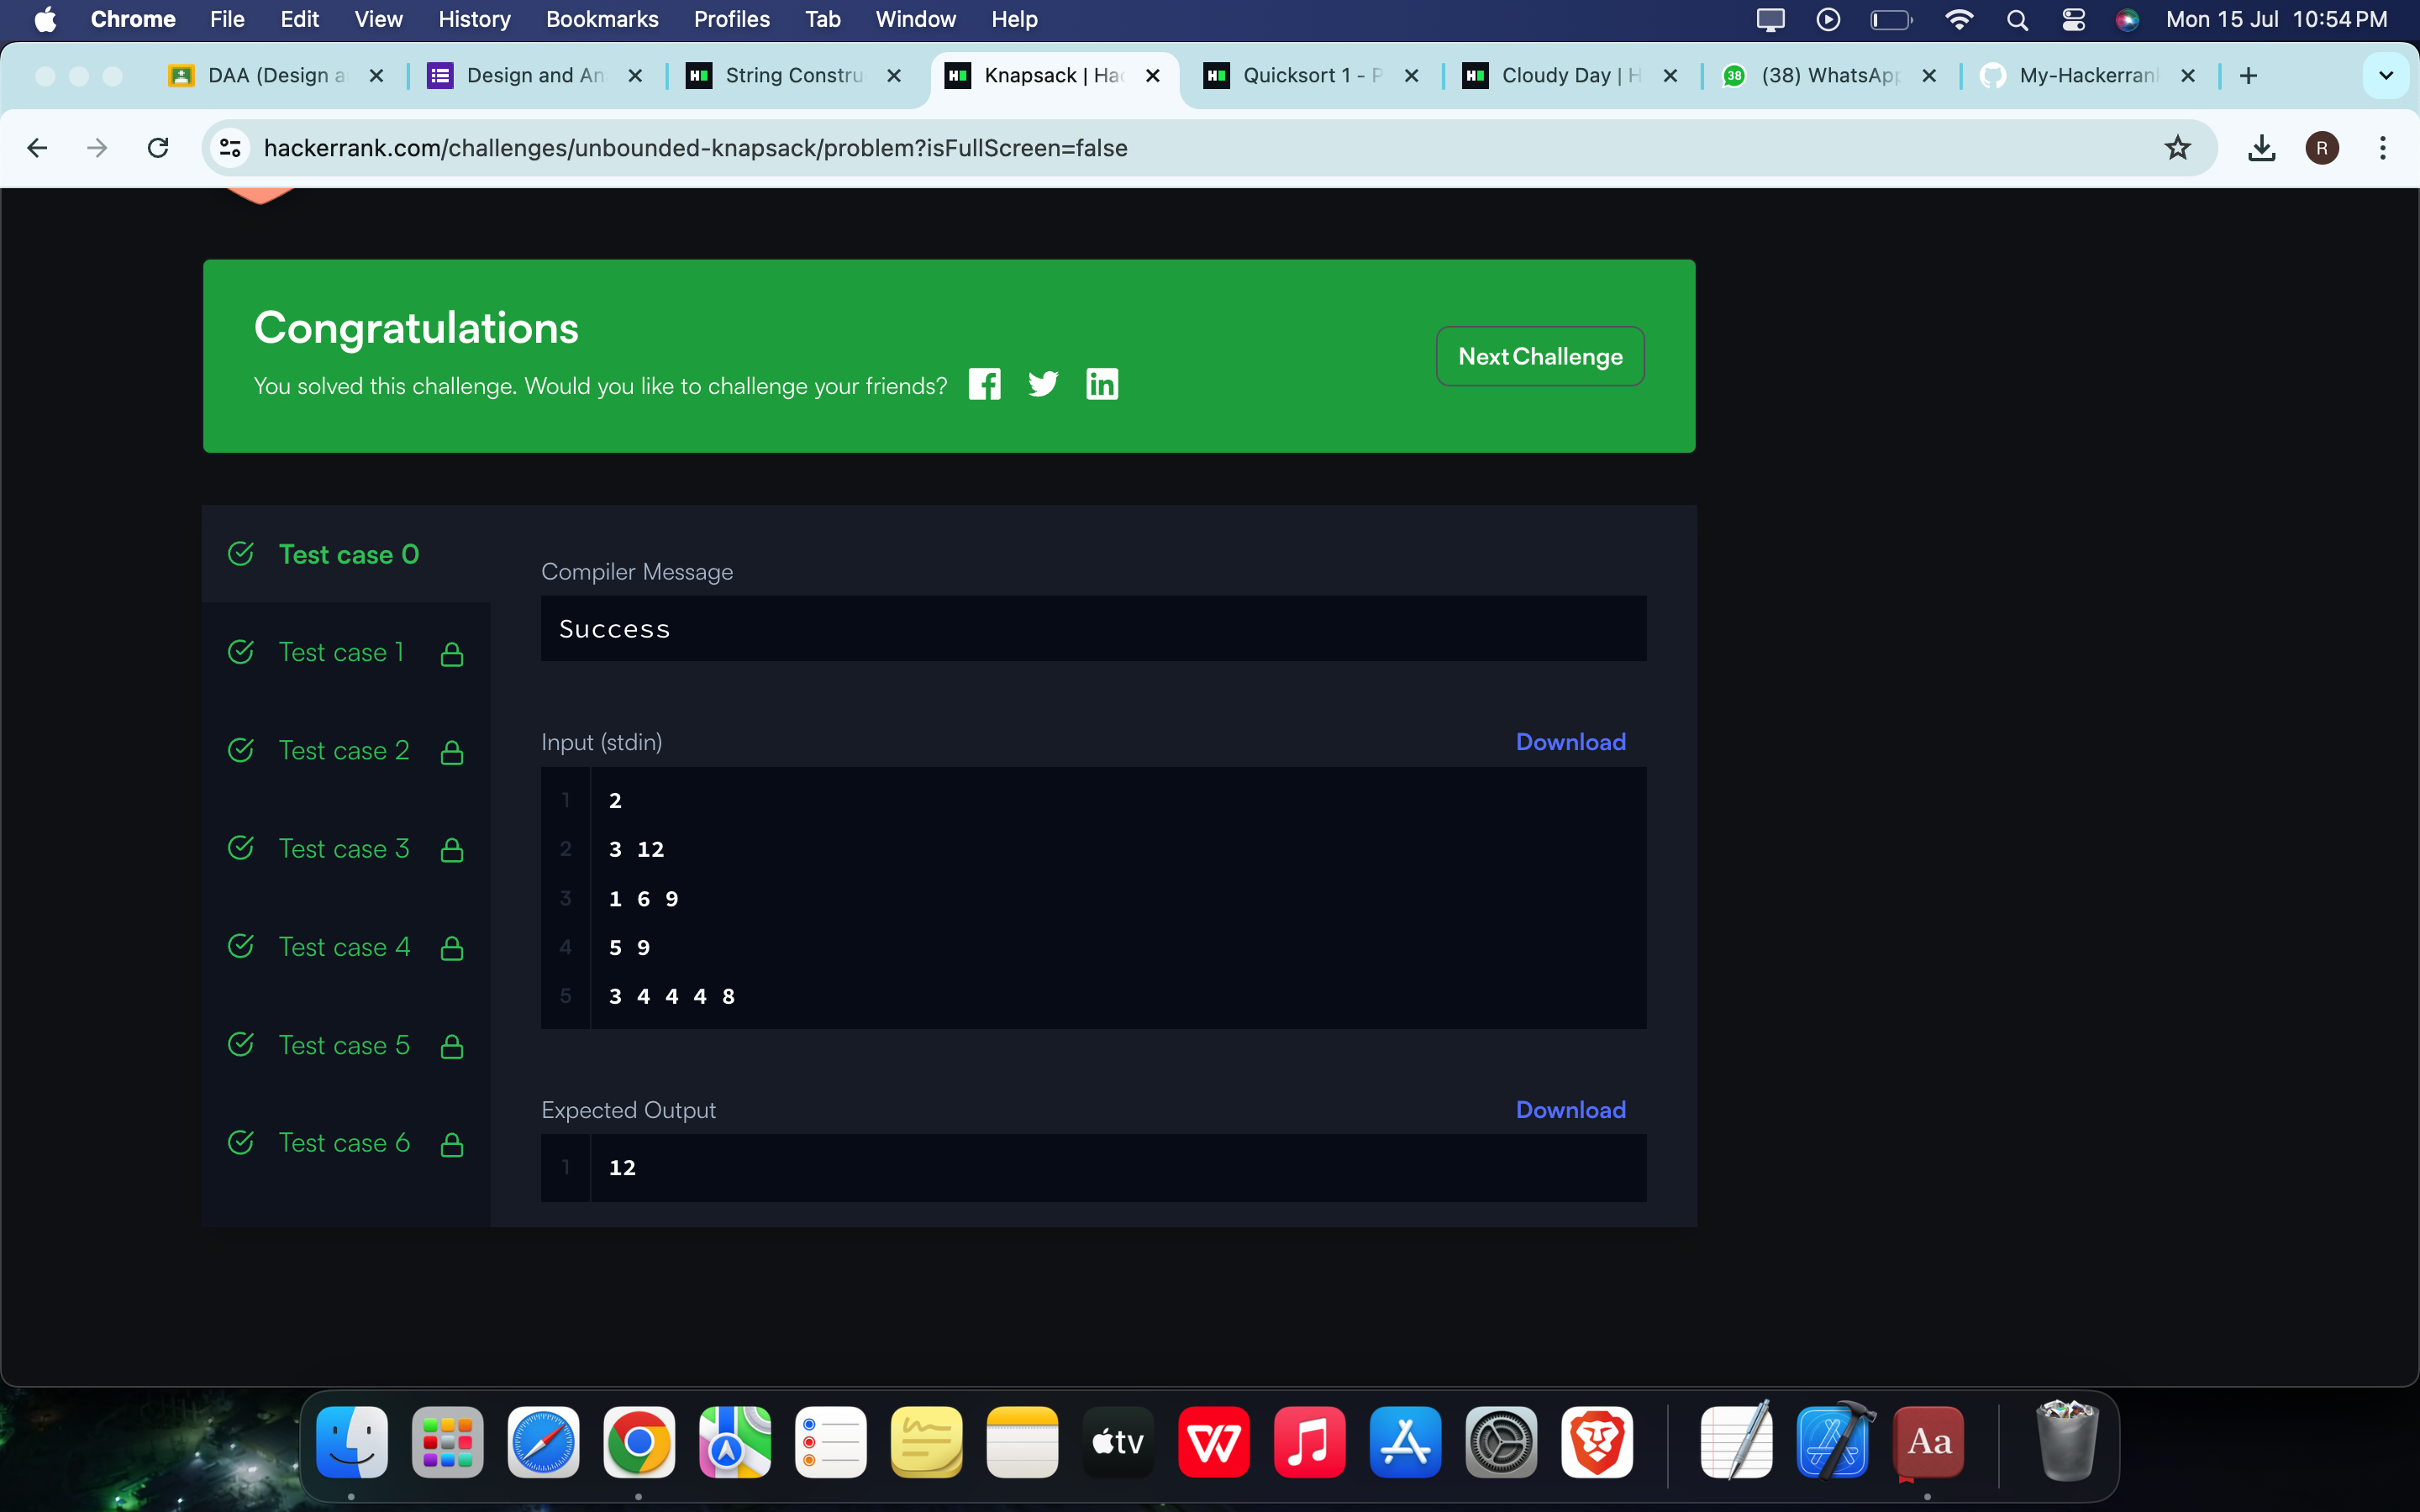 Chrome File Edit View History Bookmarks Profiles Tab Window Help Mon 15 Jul 10:54 PM
DAA (Design a Design and An String Constru Knapsack | Hac Quicksort 1 - P Cloudy Day | H 38 (38) WhatsApp My-Hackerrank
hackerrank.com/challenges/unbounded-knapsack/problem?isFullScreen=false R
Congratulations
You solved this challenge. Would you like to challenge your friends?
Next Challenge
Test case 0
Test case 1
Test case 2
Test case 3
Test case 4
Test case 5
Test case 6
Compiler Message
Success
Input (stdin) Download
1 2
2 3 12
3 1 6 9
4 5 9
5 3 4 4 4 8
Expected Output Download
1 12
tv Aa